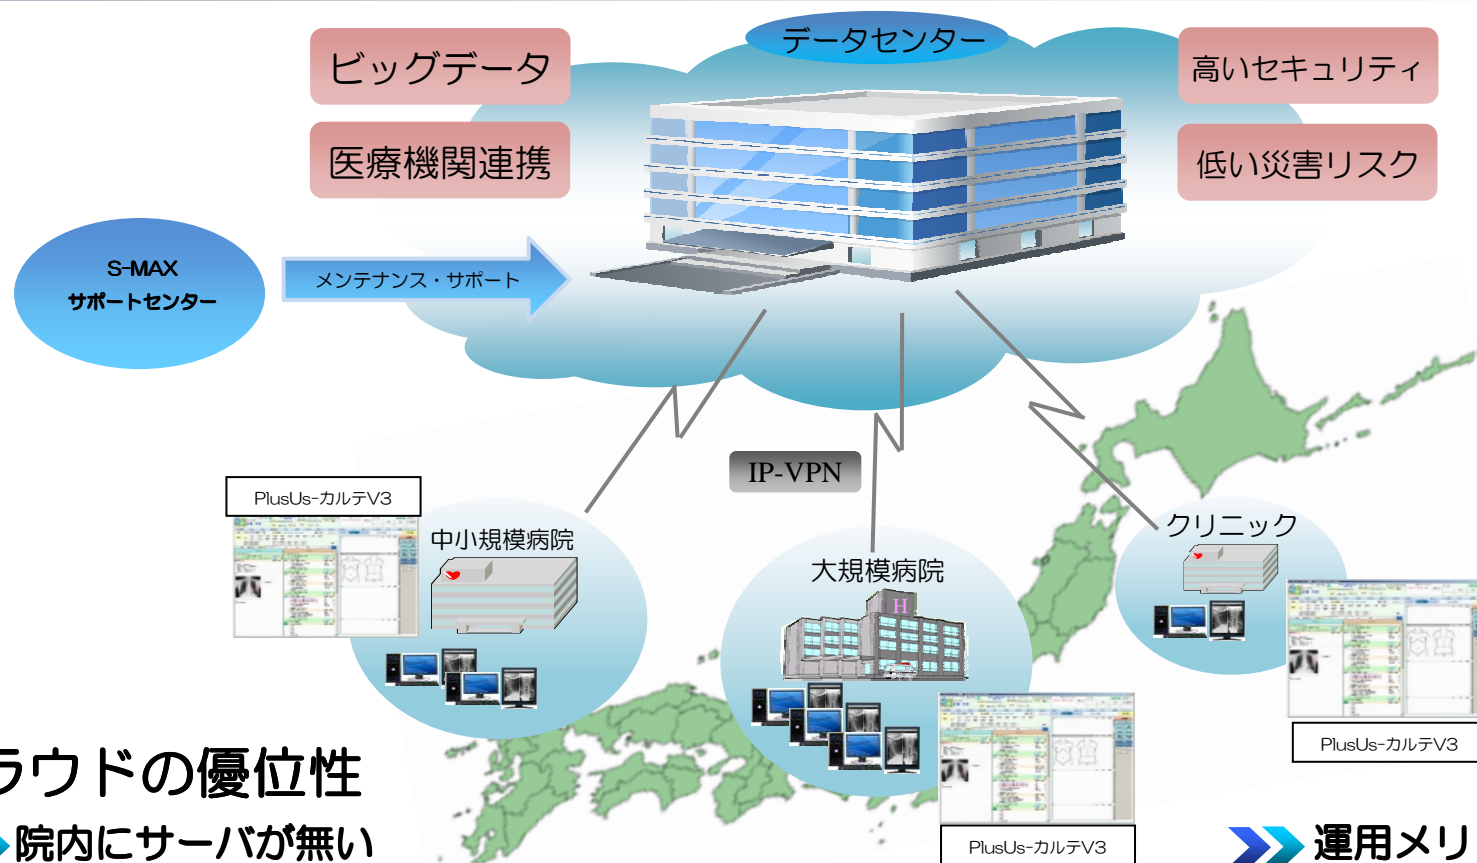 データセンター
ビッグデータ
高いセキュリティ
医療機関連携
低い災害リスク
S-MAX
サポートセンター
メンテナンス・サポート
IP-VPN
PlusUs-カルテV3
中小規模病院
大規模病院
H
クリニック
PlusUs-カルテV3
PlusUs-カルテV3
ラウドの優位性
院内にサーバが無い
運用メリ